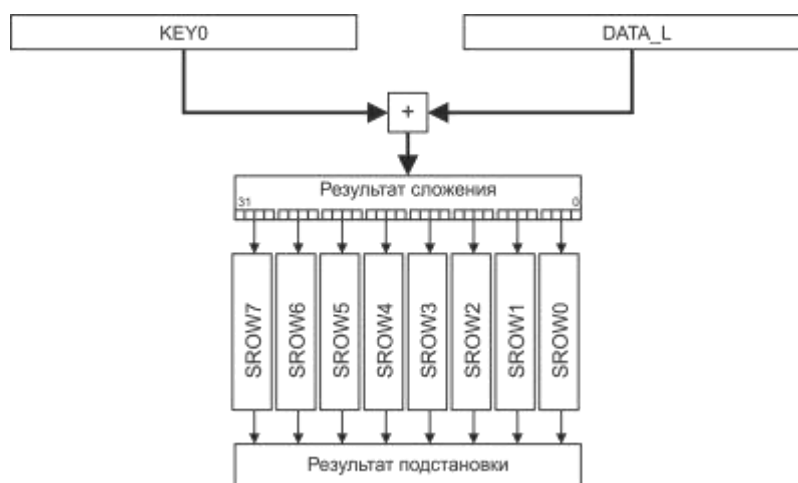 KEY0
DATA_L
+
Результат сложения
31
0
SROW7
SROW6
SROW5
SROW4
SROW3
SROW2
SROW1
SROW0
Результат подстановки